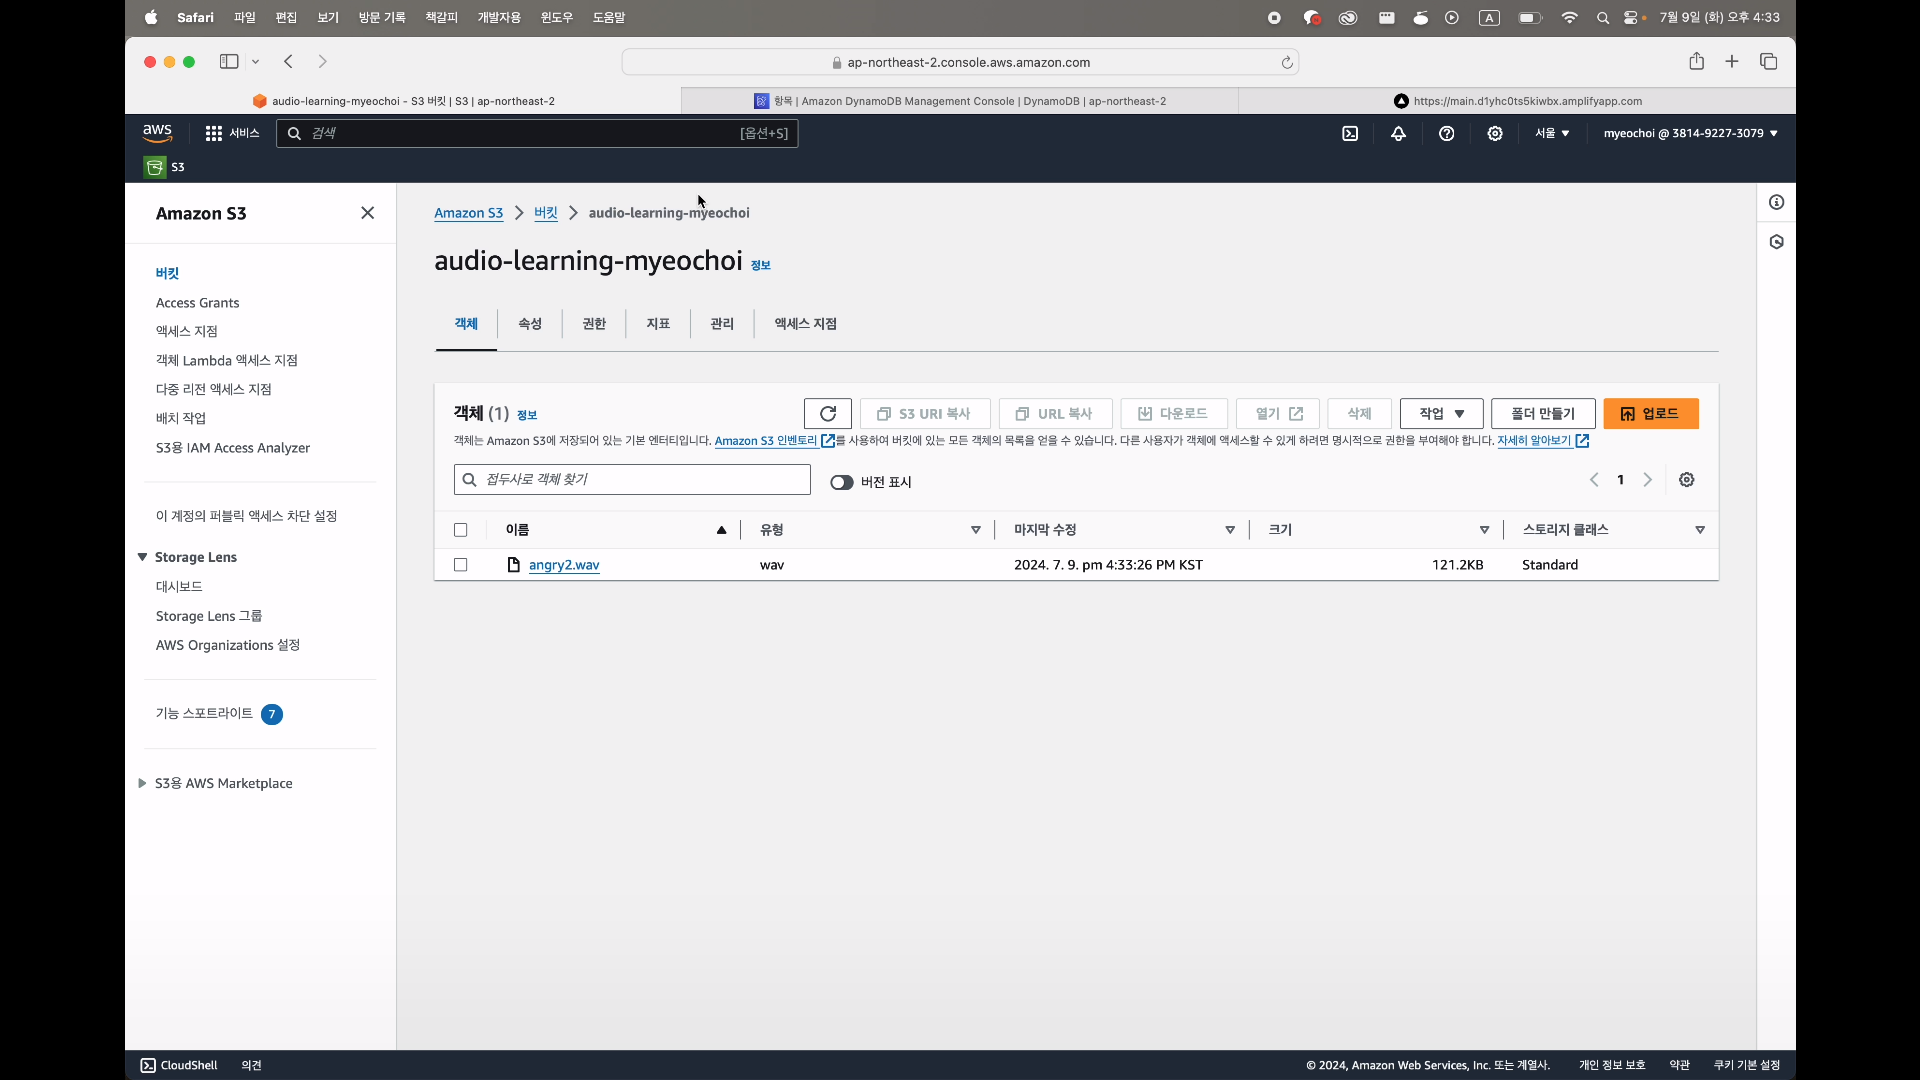 Safari 파일 편집 보기 방문 기록 책갈피 개발자용 윈도우 도움말 A 7월 9일 (화) 오후 4:33
ap-northeast-2.console.aws.amazon.com
audio-learning-myeochoi - S3 버킷 | S3 | ap-northeast-2
항목 | Amazon DynamoDB Management Console | DynamoDB | ap-northeast-2
https://main.d1yhc0ts5kiwbx.amplifyapp.com
aws 서비스 검색 [옵션+S] 서울 myeochoi @ 3814-9227-3079
S3
Amazon S3
버킷
Access Grants
액세스 지점
객체 Lambda 액세스 지점
다중 리전 액세스 지점
배치 작업
S3용 IAM Access Analyzer
이 계정의 퍼블릭 액세스 차단 설정
Storage Lens
대시보드
Storage Lens 그룹
AWS Organizations 설정
기능 스포트라이트 7
S3용 AWS Marketplace
Amazon S3 버킷 audio-learning-myeochoi
audio-learning-myeochoi 정보
객체 속성 권한 지표 관리 액세스 지점
객체 (1) 정보 S3 URI 복사 URL 복사 다운로드 열기 삭제 작업 폴더 만들기 업로드
객체는 Amazon S3에 저장되어 있는 기본 엔터티입니다. Amazon S3 인벤토리를 사용하여 버킷에 있는 모든 객체의 목록을 얻을 수 있습니다. 다른 사용자가 객체에 액세스할 수 있게 하려면 명시적으로 권한을 부여해야 합니다. 자세히 알아보기
접두사로 객체 찾기 버전 표시 1
이름 유형 마지막 수정 크기 스토리지 클래스
angry2.wav wav 2024. 7. 9. pm 4:33:26 PM KST 121.2KB Standard
CloudShell 의견 © 2024, Amazon Web Services, Inc. 또는 계열사. 개인 정보 보호 약관 쿠키 기본 설정